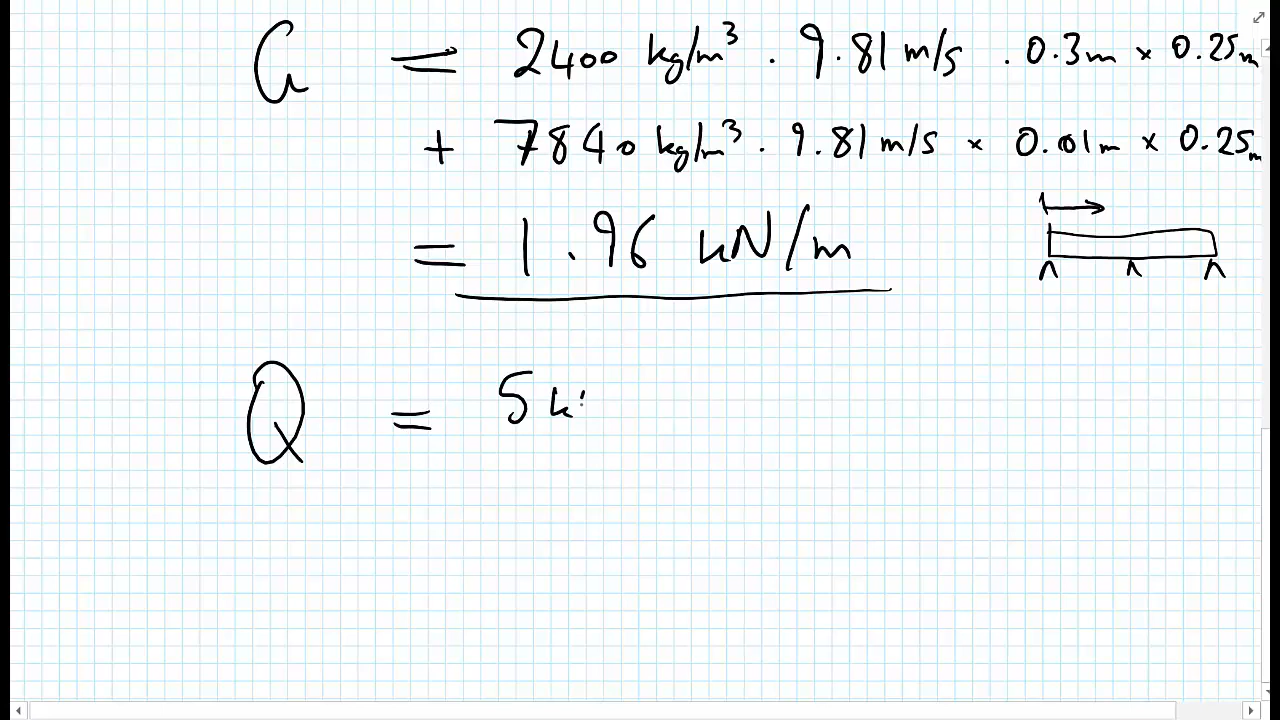 G = 2400 kg/m³ . 9.81 m/s . 0.3m × 0.25m
+ 7840 kg/m³ . 9.81 m/s × 0.01m × 0.25m
= 1.96 kN/m
Q = 5 k